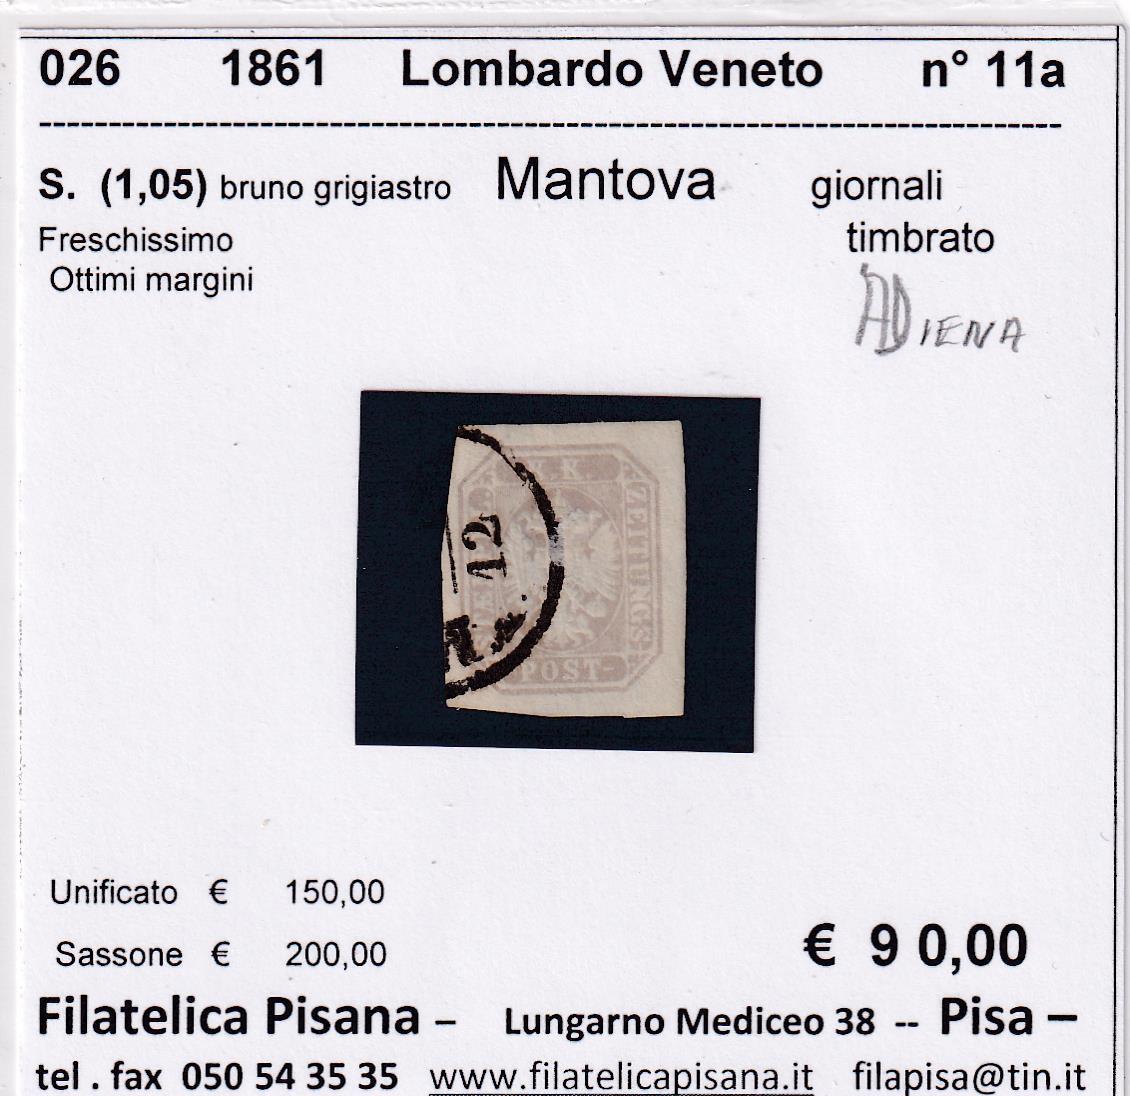 026 1861 Lombardo Veneto n° 11a
--------------------------------------------------------------------------
S. (1,05) bruno grigiastro Mantova giornali
Freschissimo timbrato
Ottimi margini
ADIENA
K
ZEITUNGS
12
POST-
Unificato € 150,00
Sassone € 200,00
€ 9 0,00
Filatelica Pisana – Lungarno Mediceo 38 -- Pisa –
tel . fax 050 54 35 35 www.filatelicapisana.it filapisa@tin.it